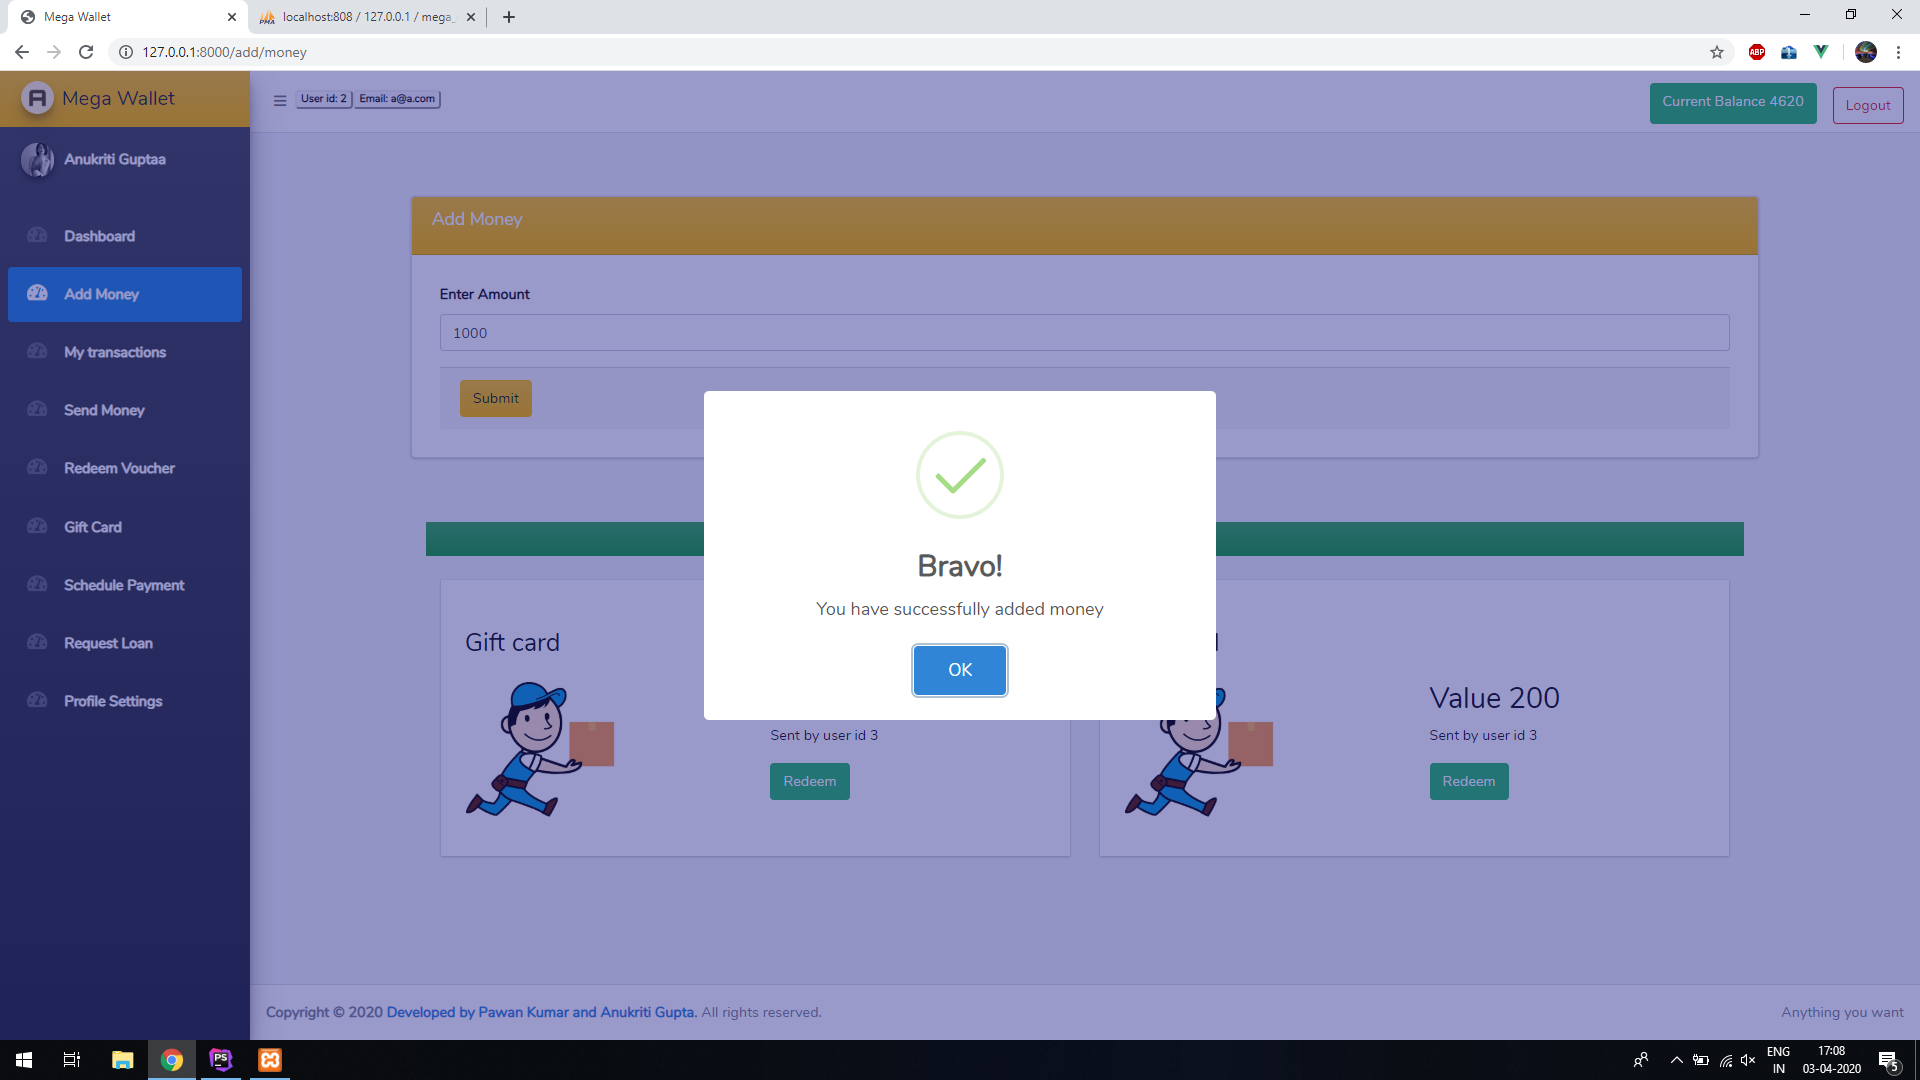 Mega Wallet
localhost:808 / 127.0.0.1 / mega_
127.0.0.1:8000/add/money
ABP
A Mega Wallet
User id: 2 Email: a@a.com
Current Balance 4620
Logout
Anukriti Guptaa
Dashboard
Add Money
My transactions
Send Money
Redeem Voucher
Gift Card
Schedule Payment
Request Loan
Profile Settings
Add Money
Enter Amount
1000
Submit
Bravo!
You have successfully added money
OK
Gift card
Sent by user id 3
Redeem
Value 200
Sent by user id 3
Redeem
Copyright © 2020 Developed by Pawan Kumar and Anukriti Gupta. All rights reserved.
Anything you want
PS
ENG
IN
17:08
03-04-2020
5